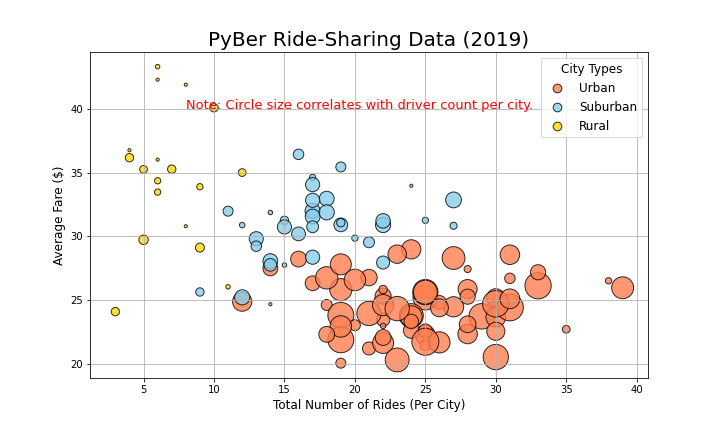 PyBer Ride-Sharing Data (2019)
City Types
Urban
Suburban
Rural
Note: Circle size correlates with driver count per city.
Average Fare ($)
40
35
30
25
20
5
10
15
20
25
30
35
40
Total Number of Rides (Per City)